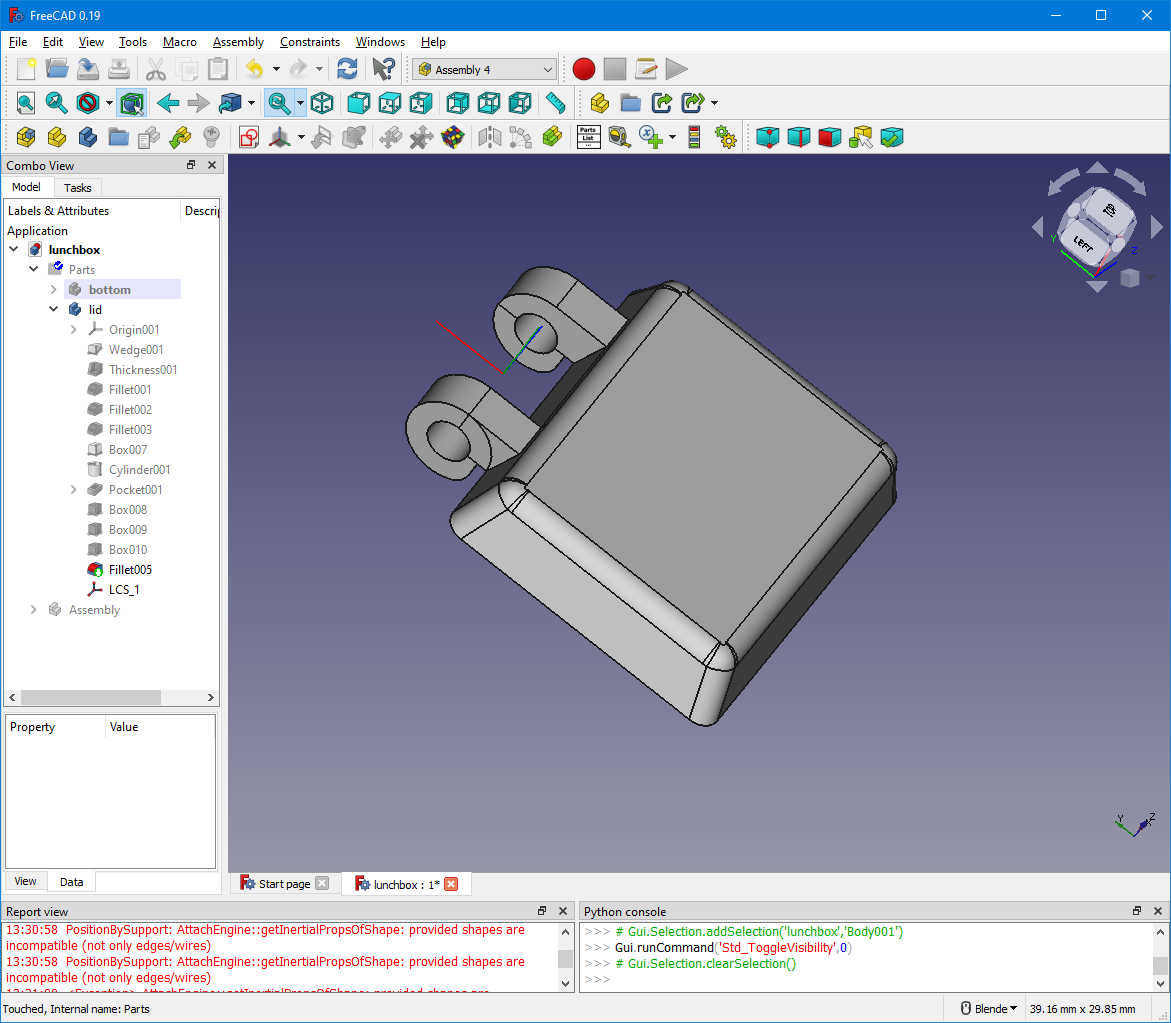 FreeCAD 0.19
File Edit View Tools Macro Assembly Constraints Windows Help
Assembly 4
Parts
List
Combo View
Model Tasks
Labels & Attributes Descrip
Application
lunchbox
Parts
bottom
lid
Origin001
Wedge001
Thickness001
Fillet001
Fillet002
Fillet003
Box007
Cylinder001
Pocket001
Box008
Box009
Box010
Fillet005
LCS_1
Assembly
Property Value
View Data
LEFT
Y
Z
Y
Z
Start page
lunchbox : 1*
Report view
13:30:58 PositionBySupport: AttachEngine::getInertialPropsOfShape: provided shapes are
incompatible (not only edges/wires)
13:30:58 PositionBySupport: AttachEngine::getInertialPropsOfShape: provided shapes are
incompatible (not only edges/wires)
Python console
>>> # Gui.Selection.addSelection('lunchbox','Body001')
>>> Gui.runCommand('Std_ToggleVisibility',0)
>>> # Gui.Selection.clearSelection()
>>>
Touched, Internal name: Parts
Blende
39.16 mm x 29.85 mm